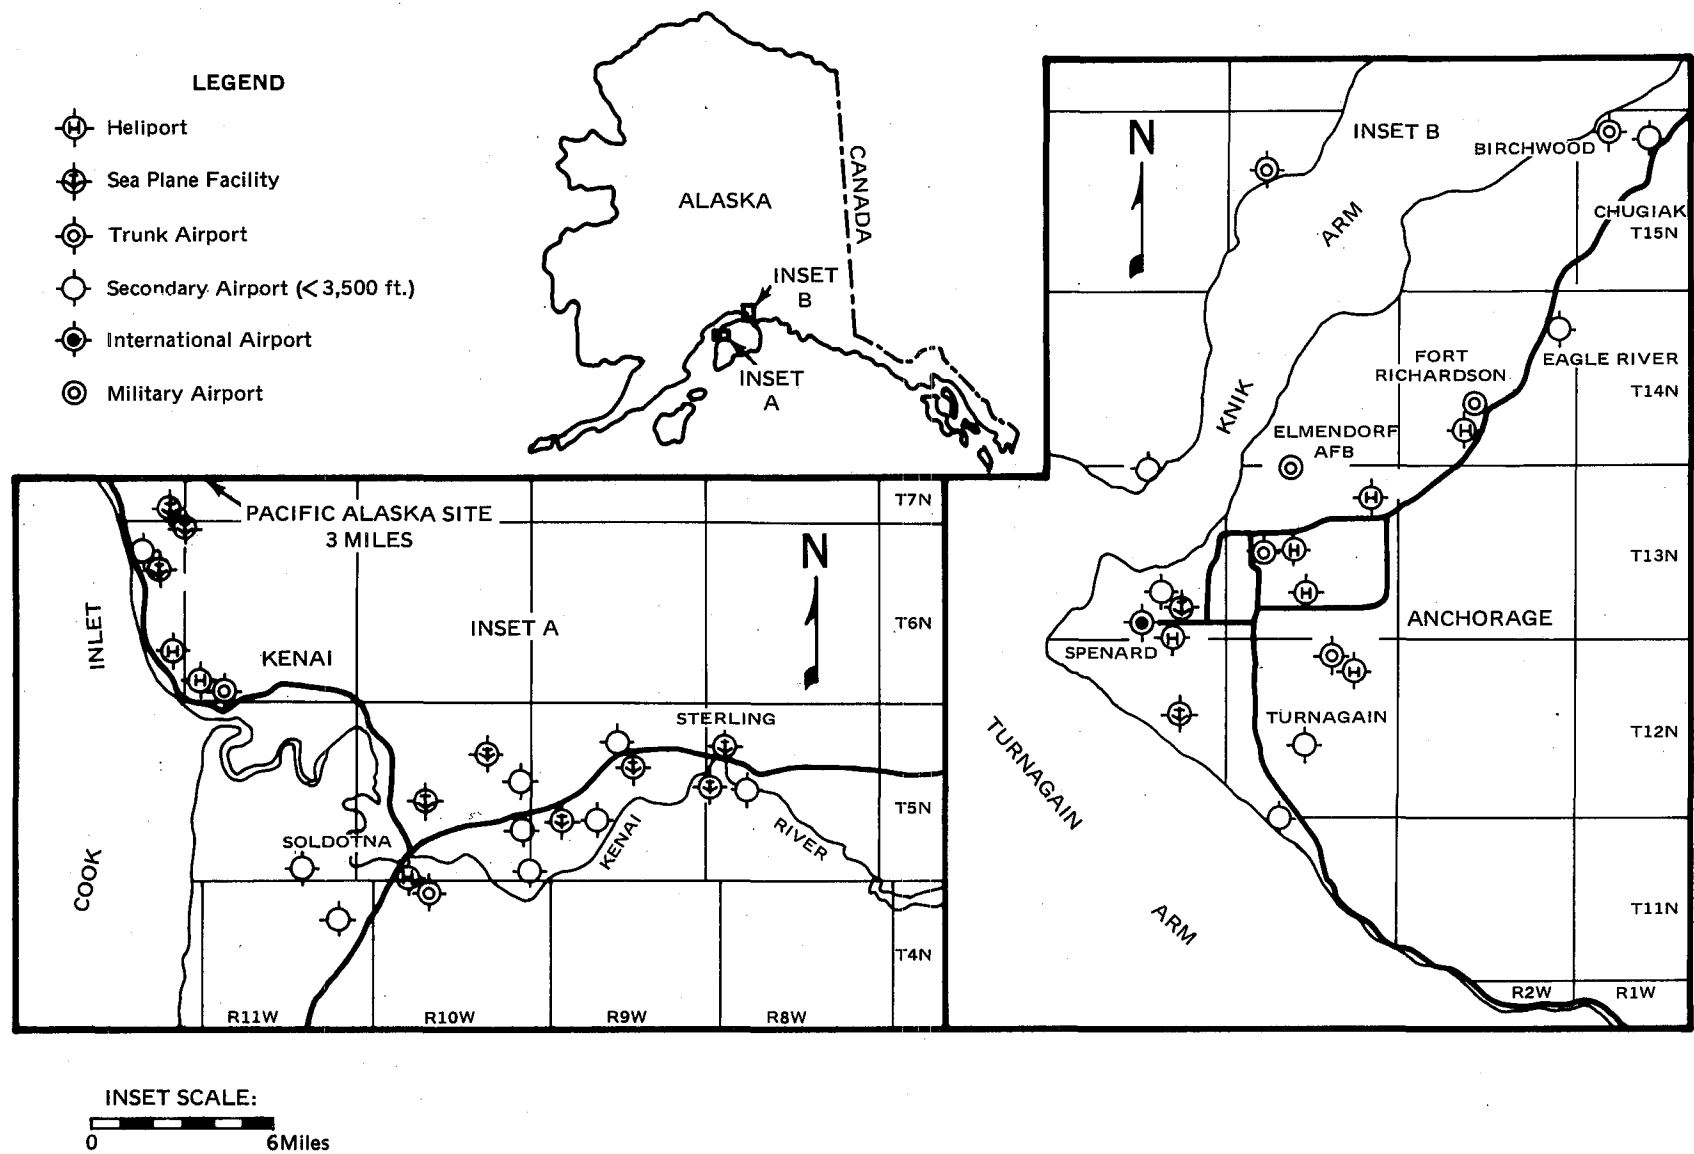 LEGEND
H Heliport
Sea Plane Facility
Trunk Airport
Secondary Airport (< 3,500 ft.)
International Airport
Military Airport
ALASKA
CANADA
INSET
B
INSET
A
N
INSET B
BIRCHWOOD
CHUGIAK
T15N
ARM
KNIK
EAGLE RIVER
T14N
FORT
RICHARDSON
H
ELMENDORF
AFB
H
H
H
T13N
ANCHORAGE
SPENARD
H
H
TURNAGAIN
T12N
TURNAGAIN
ARM
T11N
R2W
R1W
PACIFIC ALASKA SITE
3 MILES
T7N
N
INLET
INSET A
T6N
H
H
KENAI
STERLING
T5N
SOLDOTNA
H
KENAI
RIVER
COOK
T4N
R11W
R10W
R9W
R8W
INSET SCALE:
0
6 Miles